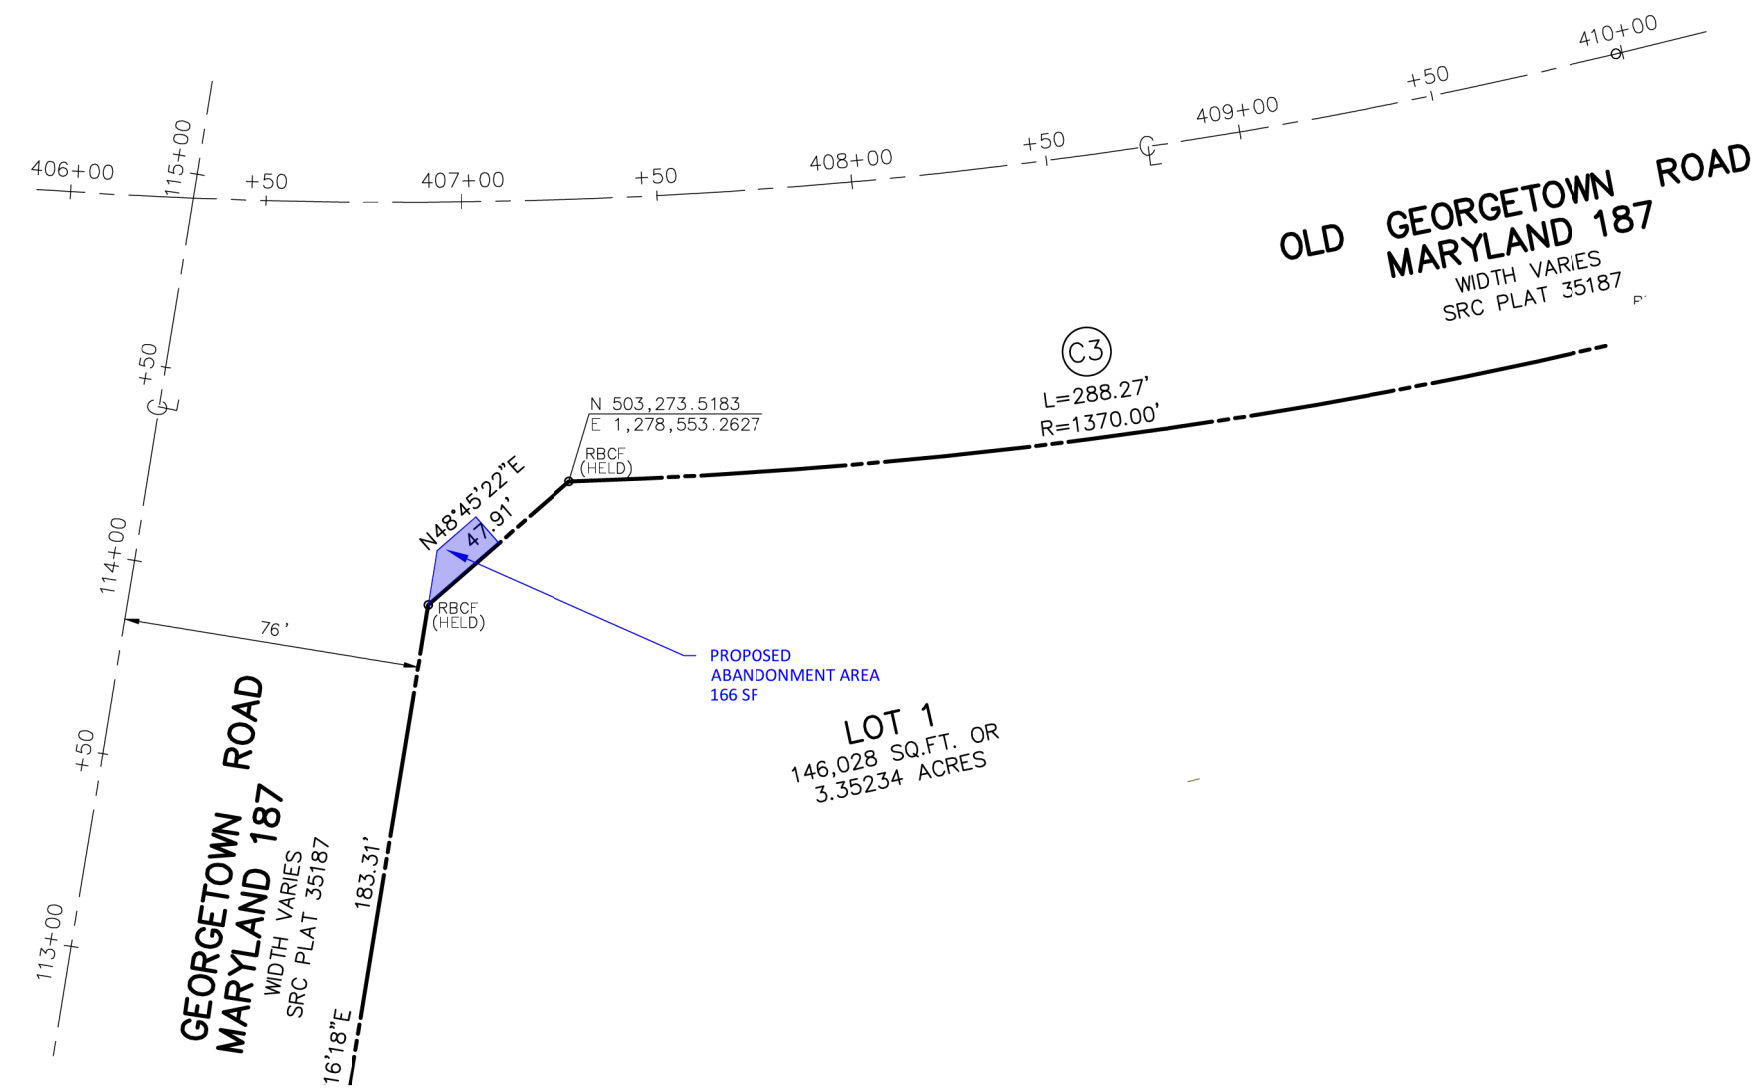 410+00
+50
409+00
+50
408+00
+50
407+00
+50
406+00
115+00
+50
CL
CL
114+00
+50
113+00
OLD GEORGETOWN ROAD
MARYLAND 187
WIDTH VARIES
SRC PLAT 35187
C3
L=288.27'
R=1370.00'
N 503,273.5183
E 1,278,553.2627
RBCF
(HELD)
N48°45'22"E
47.91'
RBCF
(HELD)
76'
PROPOSED
ABANDONMENT AREA
166 SF
LOT 1
146,028 SQ.FT. OR
3.35234 ACRES
GEORGETOWN ROAD
MARYLAND 187
WIDTH VARIES
SRC PLAT 35187
183.31'
16'18"E